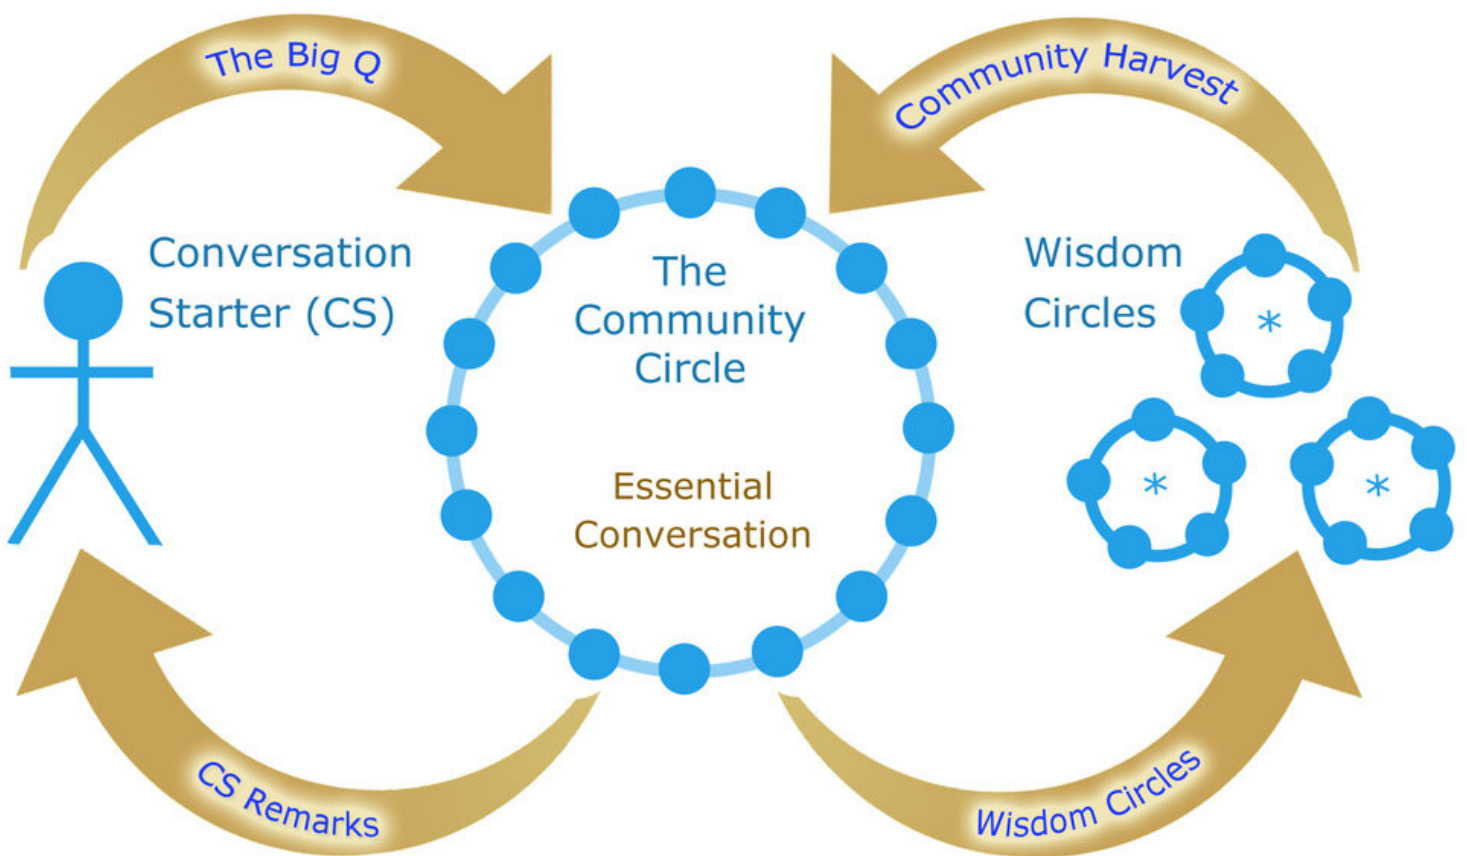 The Big Q
Community Harvest
Conversation
Starter (CS)
The
Community
Circle
Essential
Conversation
Wisdom
Circles
*
*
*
CS Remarks
Wisdom Circles